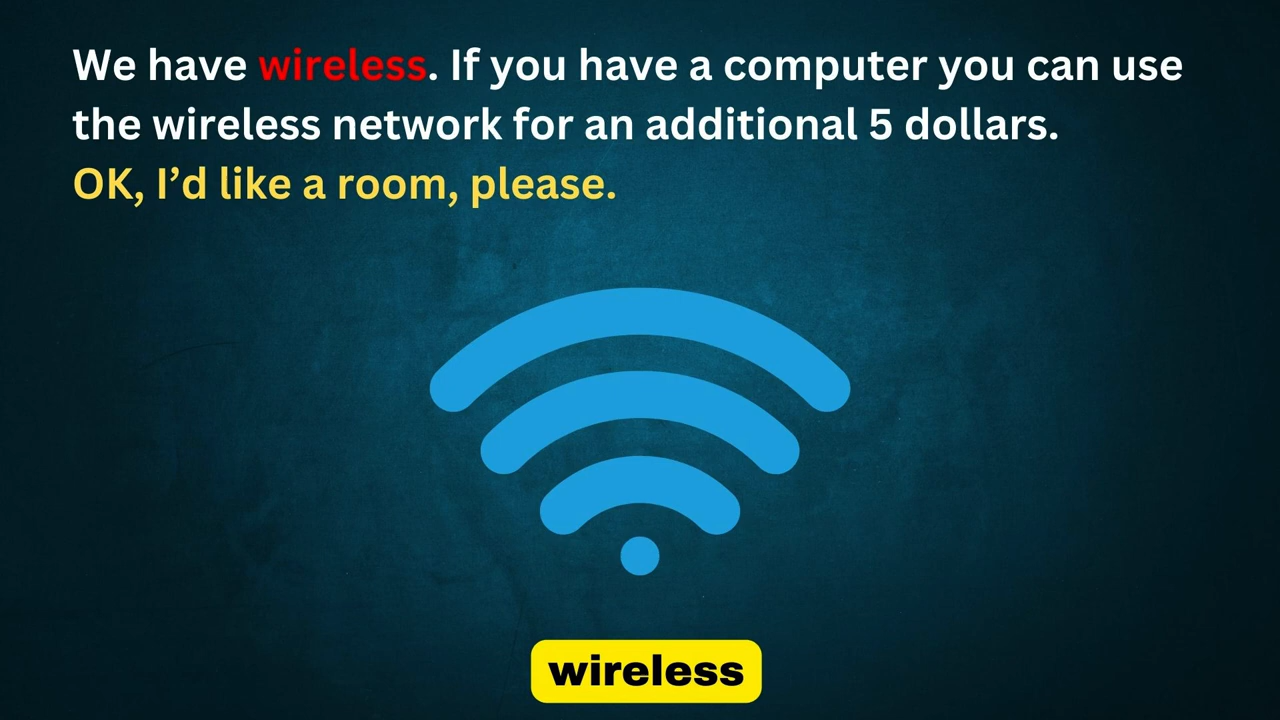 We have wireless. If you have a computer you can use
the wireless network for an additional 5 dollars.
OK, I’d like a room, please.
wireless